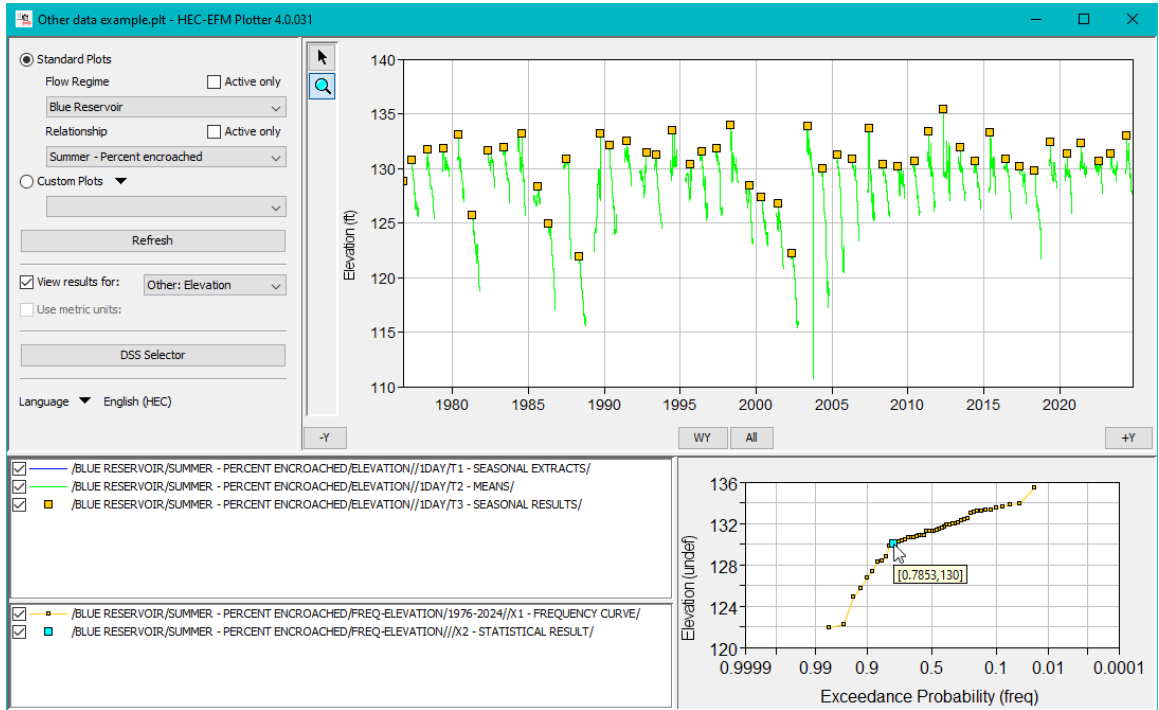 Other data example.plt - HEC-EFM Plotter 4.0.031
Standard Plots
Flow Regime
Active only
Blue Reservoir
Relationship
Active only
Summer - Percent encroached
Custom Plots
Refresh
View results for:
Other: Elevation
Use metric units:
DSS Selector
Language
English (HEC)
Elevation (ft)
140
135
130
125
120
115
110
1980
1985
1990
1995
2000
2005
2010
2015
2020
-Y
WY
All
+Y
/BLUE RESERVOIR/SUMMER - PERCENT ENCROACHED/ELEVATION//1DAY/T1 - SEASONAL EXTRACTS/
/BLUE RESERVOIR/SUMMER - PERCENT ENCROACHED/ELEVATION//1DAY/T2 - MEANS/
/BLUE RESERVOIR/SUMMER - PERCENT ENCROACHED/ELEVATION//1DAY/T3 - SEASONAL RESULTS/
/BLUE RESERVOIR/SUMMER - PERCENT ENCROACHED/FREQ-ELEVATION/1976-2024//X1 - FREQUENCY CURVE/
/BLUE RESERVOIR/SUMMER - PERCENT ENCROACHED/FREQ-ELEVATION///X2 - STATISTICAL RESULT/
Elevation (undef)
136
132
128
124
120
[0.7853,130]
0.9999
0.99
0.9
0.5
0.1
0.01
0.0001
Exceedance Probability (freq)